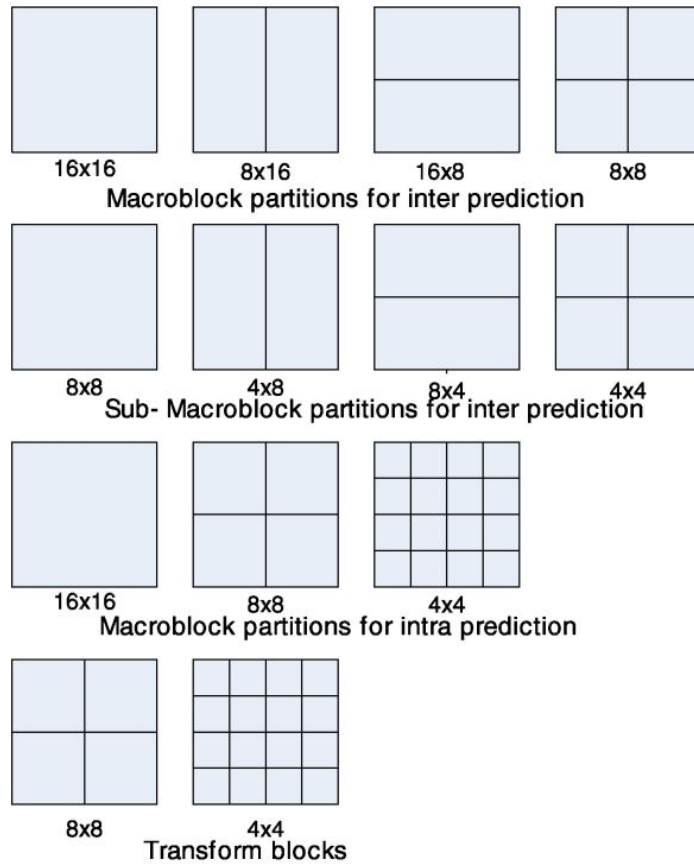 16x16 8x16 16x8 8x8
Macroblock partitions for inter prediction
8x8 4x8 8x4 4x4
Sub- Macroblock partitions for inter prediction
16x16 8x8 4x4
Macroblock partitions for intra prediction
8x8 4x4
Transform blocks